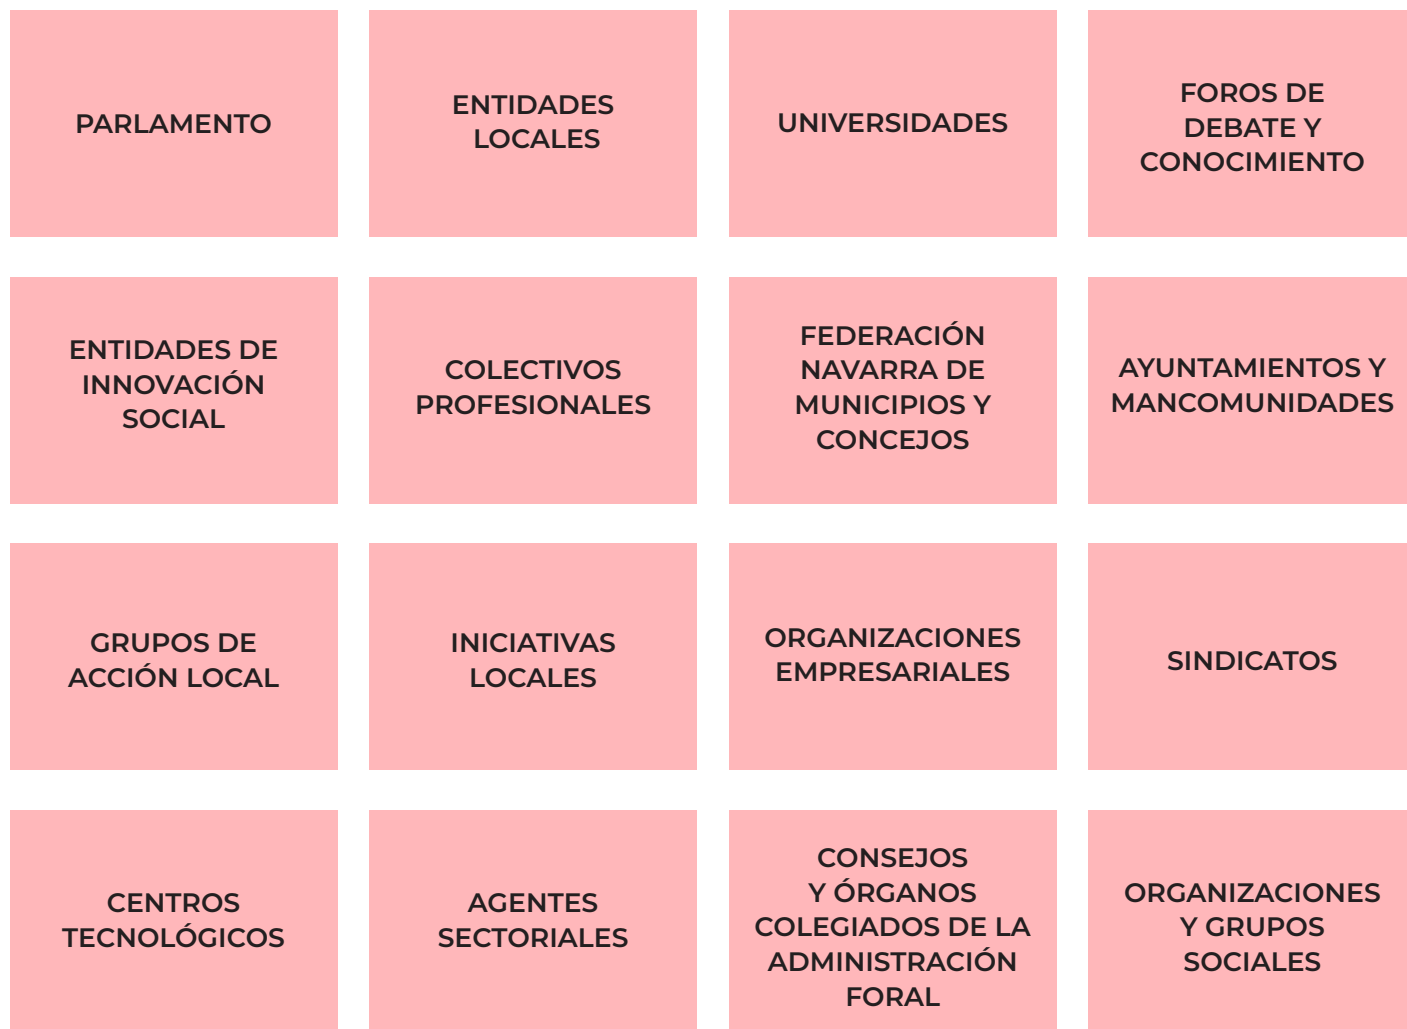 PARLAMENTO
ENTIDADES
LOCALES
UNIVERSIDADES
FOROS DE
DEBATE Y
CONOCIMIENTO
ENTIDADES DE
INNOVACIÓN
SOCIAL
COLECTIVOS
PROFESIONALES
FEDERACIÓN
NAVARRA DE
MUNICIPIOS Y
CONCEJOS
AYUNTAMIENTOS Y
MANCOMUNIDADES
GRUPOS DE
ACCIÓN LOCAL
INICIATIVAS
LOCALES
ORGANIZACIONES
EMPRESARIALES
SINDICATOS
CENTROS
TECNOLÓGICOS
AGENTES
SECTORIALES
CONSEJOS
Y ÓRGANOS
COLEGIADOS DE LA
ADMINISTRACIÓN
FORAL
ORGANIZACIONES
Y GRUPOS
SOCIALES